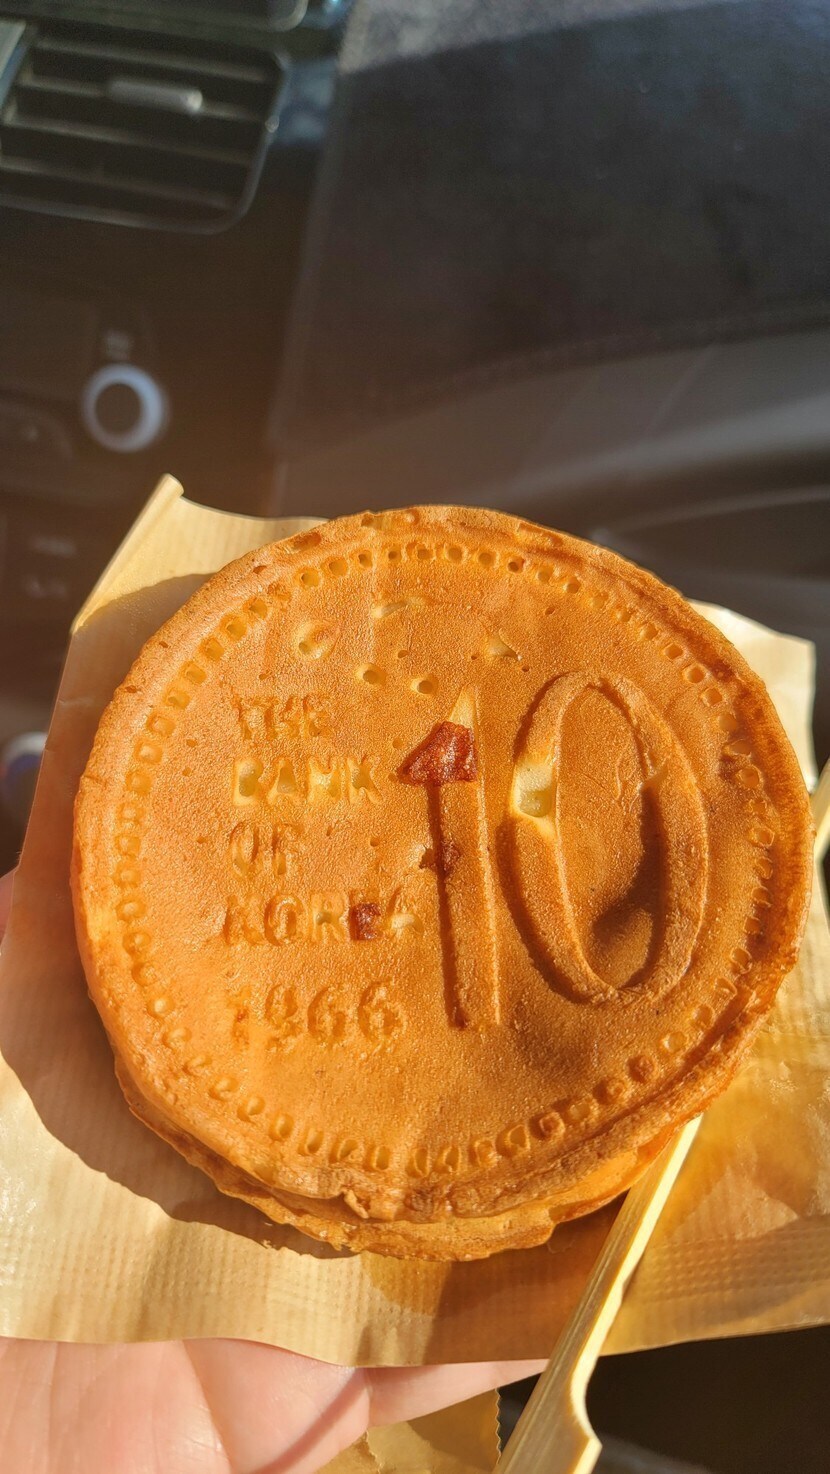 THE
BANK
OF
KOREA
1966
10